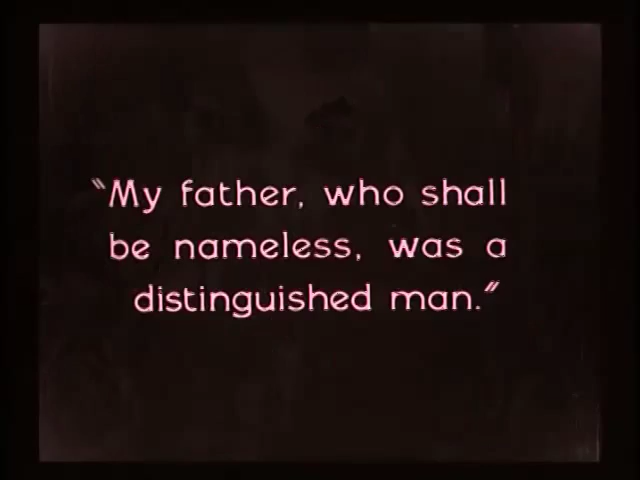 "My father, who shall
be nameless, was a
distinguished man."